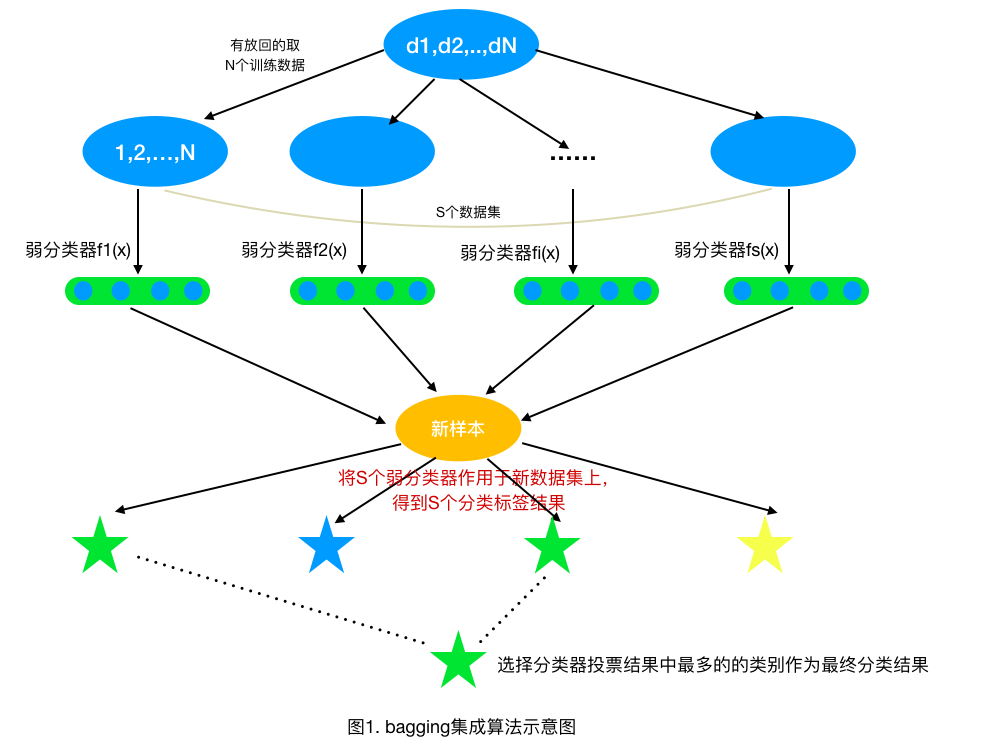 d1,d2,..,dN
有放回的取
N个训练数据
1,2,...,N
......
S个数据集
弱分类器f1(x)
弱分类器f2(x)
弱分类器fi(x)
弱分类器fs(x)
新样本
将S个弱分类器作用于新数据集上，
得到S个分类标签结果
选择分类器投票结果中最多的的类别作为最终分类结果
图1. bagging集成算法示意图